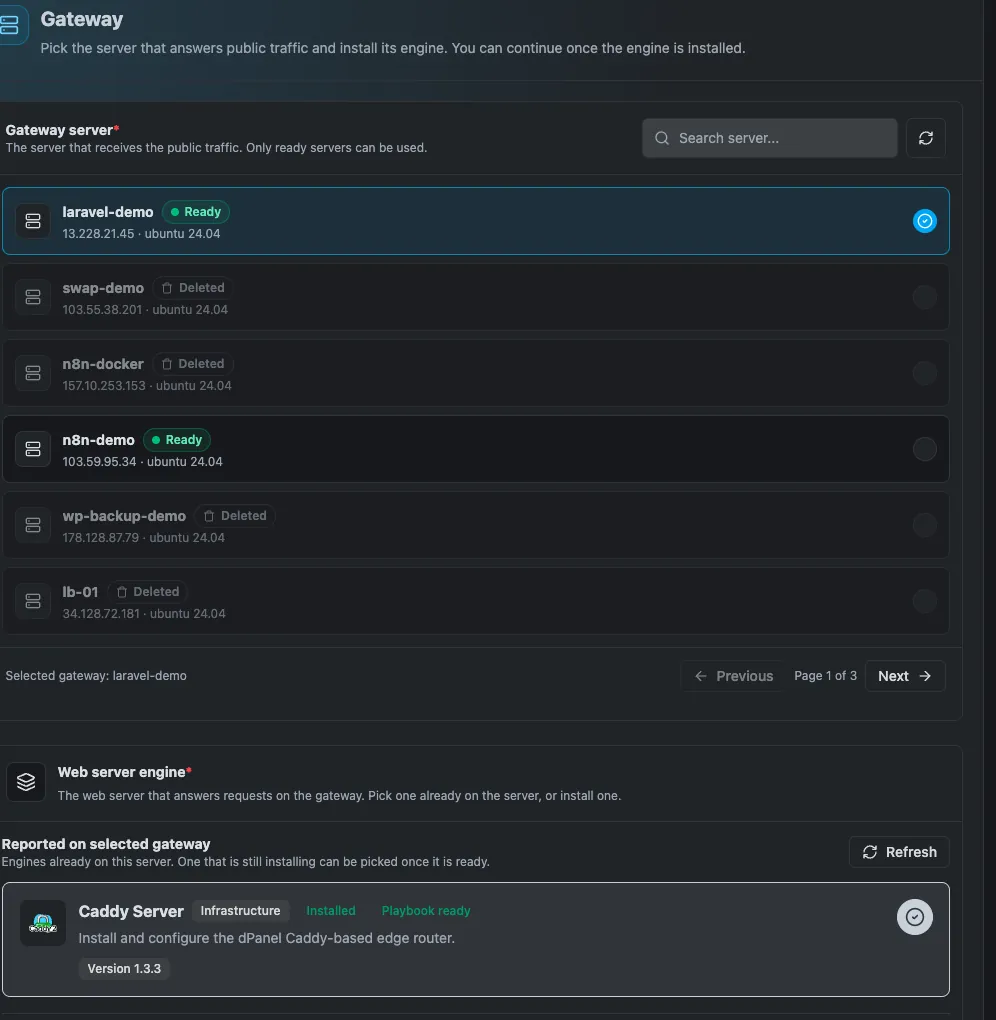 Gateway
Pick the server that answers public traffic and install its engine. You can continue once the engine is installed.
Gateway server*
The server that receives the public traffic. Only ready servers can be used.
Search server...
laravel-demo Ready
13.228.21.45 · ubuntu 24.04
swap-demo Deleted
103.55.38.201 · ubuntu 24.04
n8n-docker Deleted
157.10.253.153 · ubuntu 24.04
n8n-demo Ready
103.59.95.34 · ubuntu 24.04
wp-backup-demo Deleted
178.128.87.79 · ubuntu 24.04
lb-01 Deleted
34.128.72.181 · ubuntu 24.04
Selected gateway: laravel-demo
Previous Page 1 of 3 Next
Web server engine*
The web server that answers requests on the gateway. Pick one already on the server, or install one.
Reported on selected gateway
Engines already on this server. One that is still installing can be picked once it is ready.
Refresh
Caddy Server Infrastructure Installed Playbook ready
Install and configure the dPanel Caddy-based edge router.
Version 1.3.3